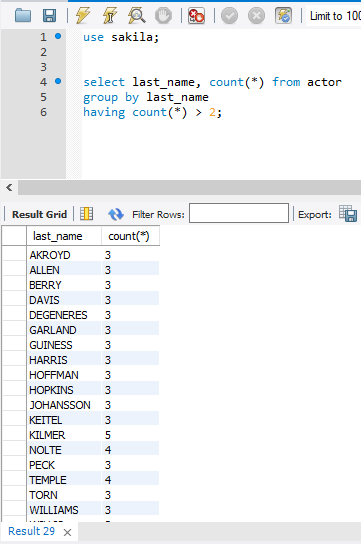 Limit to 100
1 use sakila;
2
3
4 select last_name, count(*) from actor
5 group by last_name
6 having count(*) > 2;
Result Grid Filter Rows: Export:
last_name count(*)
AKROYD 3
ALLEN 3
BERRY 3
DAVIS 3
DEGENERES 3
GARLAND 3
GUINESS 3
HARRIS 3
HOFFMAN 3
HOPKINS 3
JOHANSSON 3
KEITEL 3
KILMER 5
NOLTE 4
PECK 3
TEMPLE 4
TORN 3
WILLIAMS 3
Result 29